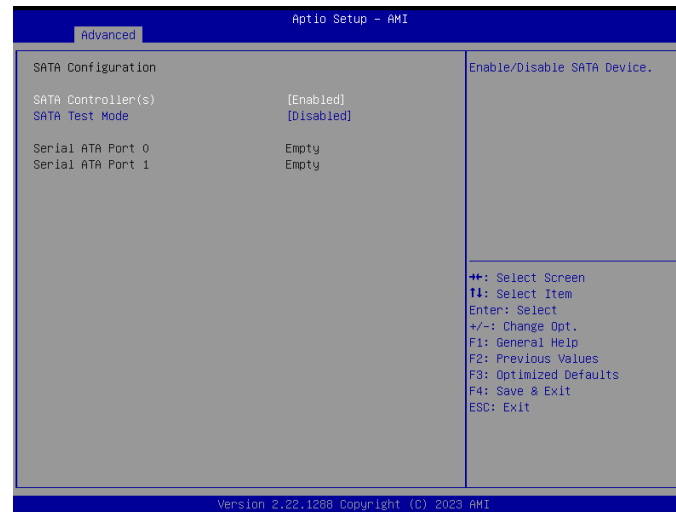 Aptio Setup – AMI
Advanced
SATA Configuration
SATA Controller(s) [Enabled]
SATA Test Mode [Disabled]
Serial ATA Port 0 Empty
Serial ATA Port 1 Empty
Enable/Disable SATA Device.
→←: Select Screen
↑↓: Select Item
Enter: Select
+/-: Change Opt.
F1: General Help
F2: Previous Values
F3: Optimized Defaults
F4: Save & Exit
ESC: Exit
Version 2.22.1288 Copyright (C) 2023 AMI